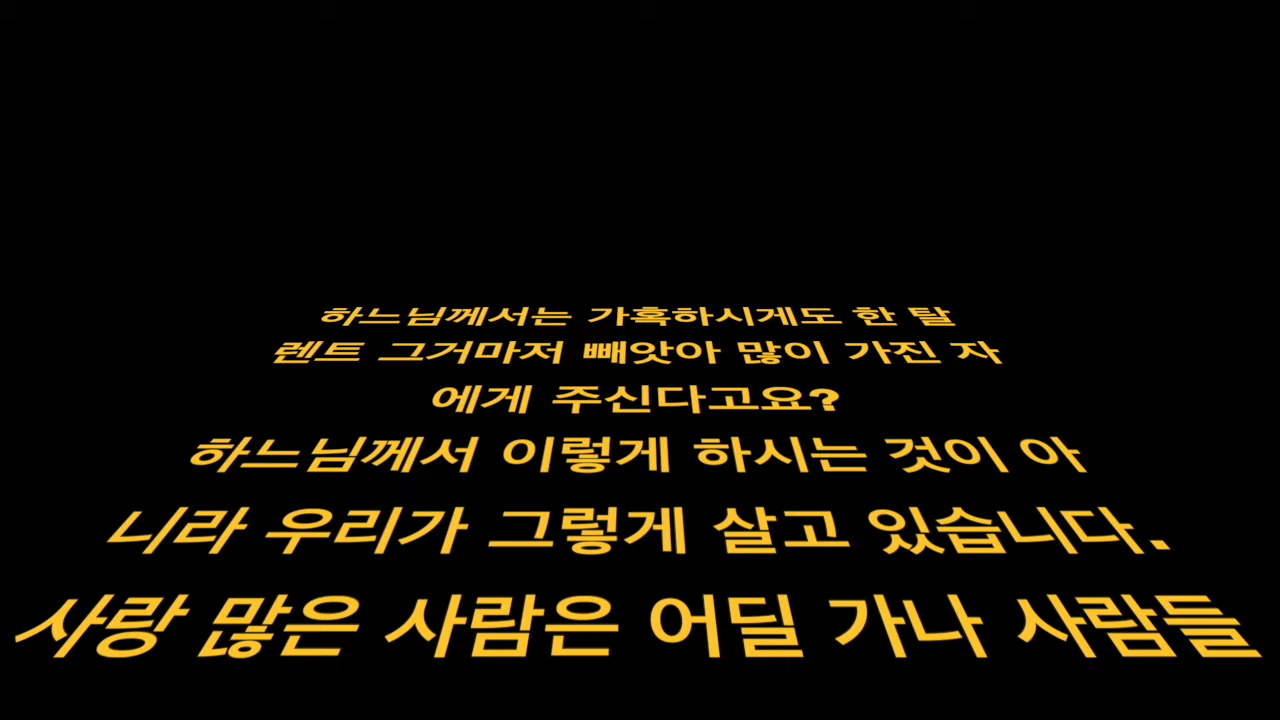 하느님께서는 가혹하시게도 한 탈
렌트 그거마저 빼앗아 많이 가진 자
에게 주신다고요?
하느님께서 이렇게 하시는 것이 아
니라 우리가 그렇게 살고 있습니다.
사랑 많은 사람은 어딜 가나 사람들